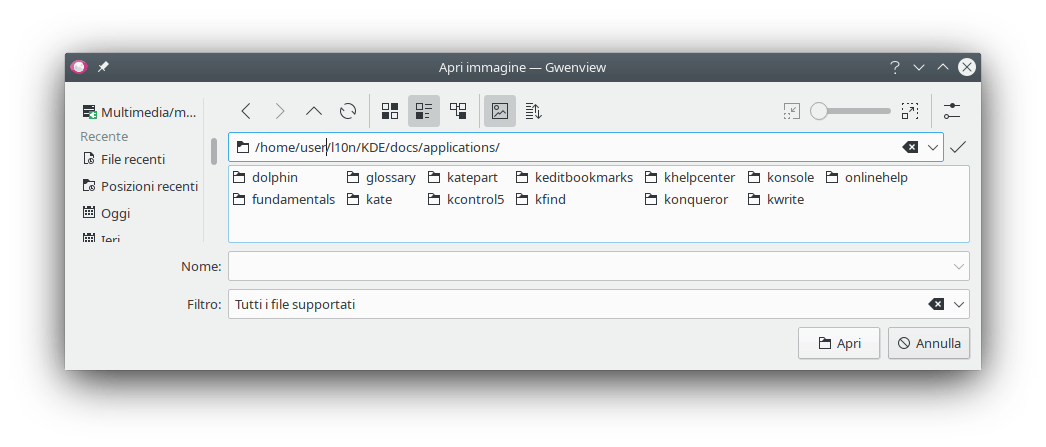 Apri immagine — Gwenview
Multimedia/m...
Recente
File recenti
Posizioni recenti
Oggi
Ieri
/home/user/l10n/KDE/docs/applications/
dolphin glossary katepart keditbookmarks khelpcenter konsole onlinehelp
fundamentals kate kcontrol5 kfind konqueror kwrite
Nome:
Filtro: Tutti i file supportati
Apri Annulla